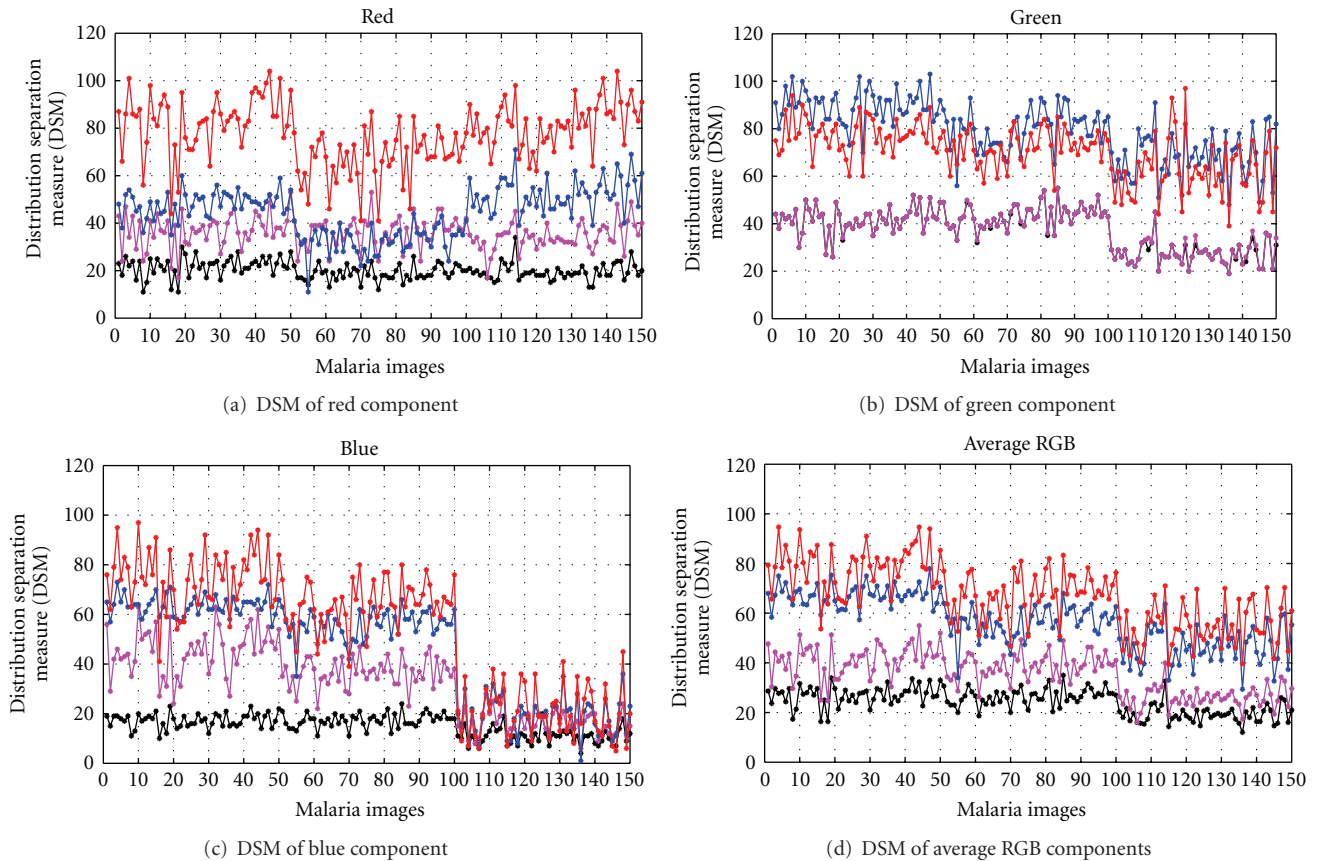 Red
120
100
80
60
40
20
0
Distribution separation
measure (DSM)
0 10 20 30 40 50 60 70 80 90 100 110 120 130 140 150
Malaria images
(a) DSM of red component
Green
120
100
80
60
40
20
0
Distribution separation
measure (DSM)
0 10 20 30 40 50 60 70 80 90 100 110 120 130 140 150
Malaria images
(b) DSM of green component
Blue
120
100
80
60
40
20
0
Distribution separation
measure (DSM)
0 10 20 30 40 50 60 70 80 90 100 110 120 130 140 150
Malaria images
(c) DSM of blue component
Average RGB
120
100
80
60
40
20
0
Distribution separation
measure (DSM)
0 10 20 30 40 50 60 70 80 90 100 110 120 130 140 150
Malaria images
(d) DSM of average RGB components